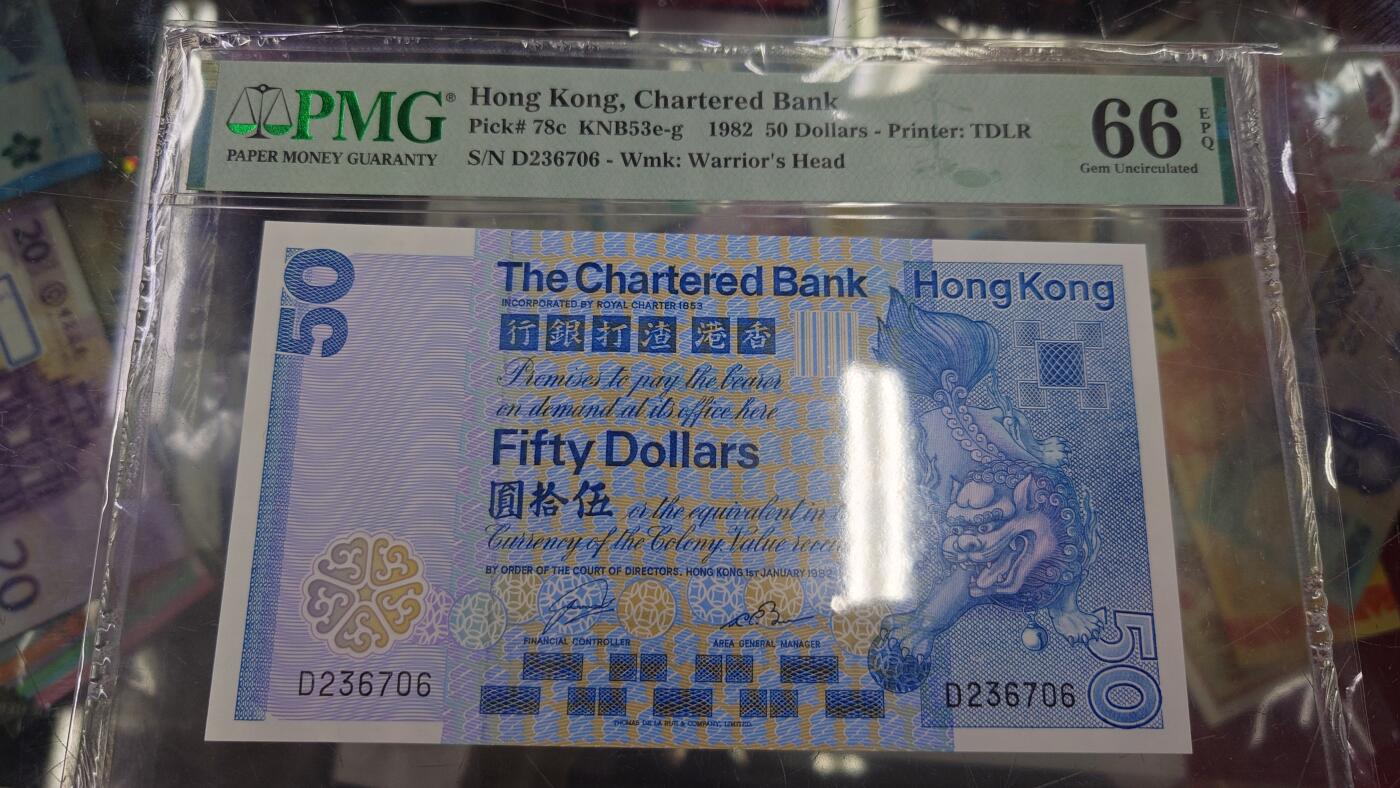 PMG®
PAPER MONEY GUARANTY
Hong Kong, Chartered Bank
Pick# 78c KNB53e-g 1982 50 Dollars - Printer: TDLR
S/N D236706 - Wmk: Warrior's Head
66
EPQ
Gem Uncirculated
50
The Chartered Bank
Hong Kong
INCORPORATED BY ROYAL CHARTER 1853
行銀打渣港香
Promises to pay the bearer
on demand at its office here
Fifty Dollars
圓拾伍 or the equivalent in
Currency of the Colony. Value
BY ORDER OF THE COURT OF DIRECTORS. HONG KONG 1ST JANUARY 1982
FINANCIAL CONTROLLER
AREA GENERAL MANAGER
D236706
D236706
50
THOMAS DE LA RUE & COMPANY, LIMITED.
20
20